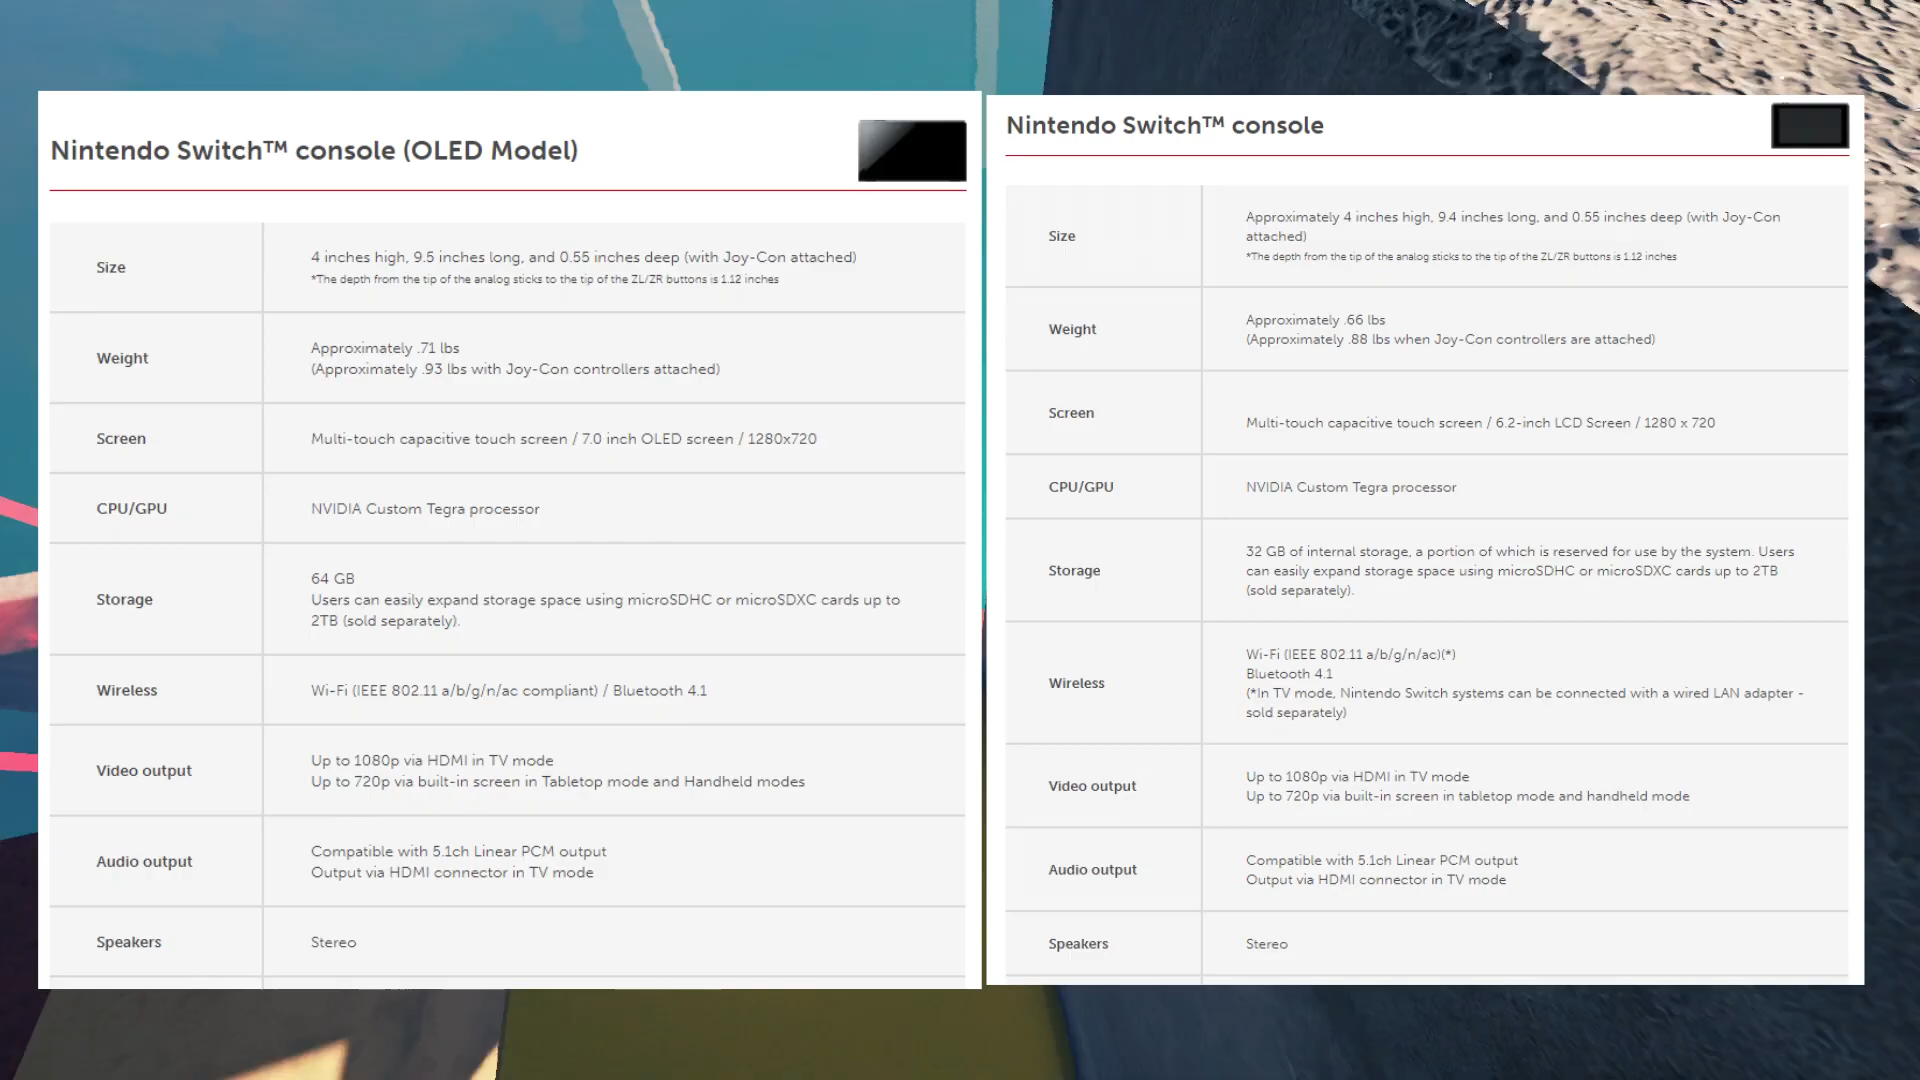 Nintendo Switch™ console (OLED Model)
Size
4 inches high, 9.5 inches long, and 0.55 inches deep (with Joy-Con attached)
*The depth from the tip of the analog sticks to the tip of the ZL/ZR buttons is 1.12 inches
Weight
Approximately .71 lbs
(Approximately .93 lbs with Joy-Con controllers attached)
Screen
Multi-touch capacitive touch screen / 7.0 inch OLED screen / 1280x720
CPU/GPU
NVIDIA Custom Tegra processor
Storage
64 GB
Users can easily expand storage space using microSDHC or microSDXC cards up to
2TB (sold separately).
Wireless
Wi-Fi (IEEE 802.11 a/b/g/n/ac compliant) / Bluetooth 4.1
Video output
Up to 1080p via HDMI in TV mode
Up to 720p via built-in screen in Tabletop mode and Handheld modes
Audio output
Compatible with 5.1ch Linear PCM output
Output via HDMI connector in TV mode
Speakers
Stereo
Nintendo Switch™ console
Size
Approximately 4 inches high, 9.4 inches long, and 0.55 inches deep (with Joy-Con
attached)
*The depth from the tip of the analog sticks to the tip of the ZL/ZR buttons is 1.12 inches
Weight
Approximately .66 lbs
(Approximately .88 lbs when Joy-Con controllers are attached)
Screen
Multi-touch capacitive touch screen / 6.2-inch LCD Screen / 1280 x 720
CPU/GPU
NVIDIA Custom Tegra processor
Storage
32 GB of internal storage, a portion of which is reserved for use by the system. Users
can easily expand storage space using microSDHC or microSDXC cards up to 2TB
(sold separately).
Wireless
Wi-Fi (IEEE 802.11 a/b/g/n/ac)(*)
Bluetooth 4.1
(*In TV mode, Nintendo Switch systems can be connected with a wired LAN adapter -
sold separately)
Video output
Up to 1080p via HDMI in TV mode
Up to 720p via built-in screen in tabletop mode and handheld mode
Audio output
Compatible with 5.1ch Linear PCM output
Output via HDMI connector in TV mode
Speakers
Stereo